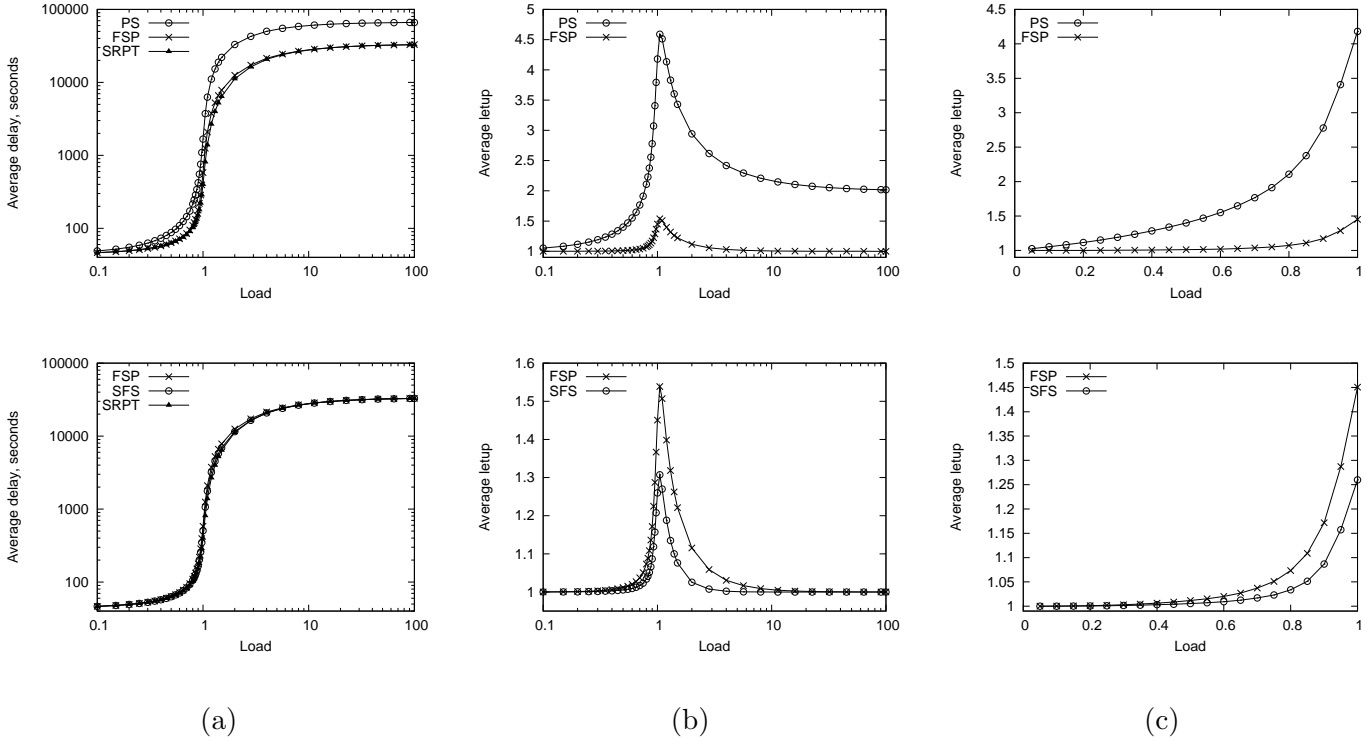 100000
10000
1000
100
0.1 1 10 100
Average delay, seconds
Load
PS
FSP
SRPT
5
4.5
4
3.5
3
2.5
2
1.5
1
0.1 1 10 100
Average letup
Load
PS
FSP
4.5
4
3.5
3
2.5
2
1.5
1
0 0.2 0.4 0.6 0.8 1
Average letup
Load
PS
FSP
100000
10000
1000
100
0.1 1 10 100
Average delay, seconds
Load
FSP
SFS
SRPT
1.6
1.5
1.4
1.3
1.2
1.1
1
0.1 1 10 100
Average letup
Load
FSP
SFS
1.5
1.45
1.4
1.35
1.3
1.25
1.2
1.15
1.1
1.05
1
0 0.2 0.4 0.6 0.8 1
Average letup
Load
FSP
SFS
(a) (b) (c)